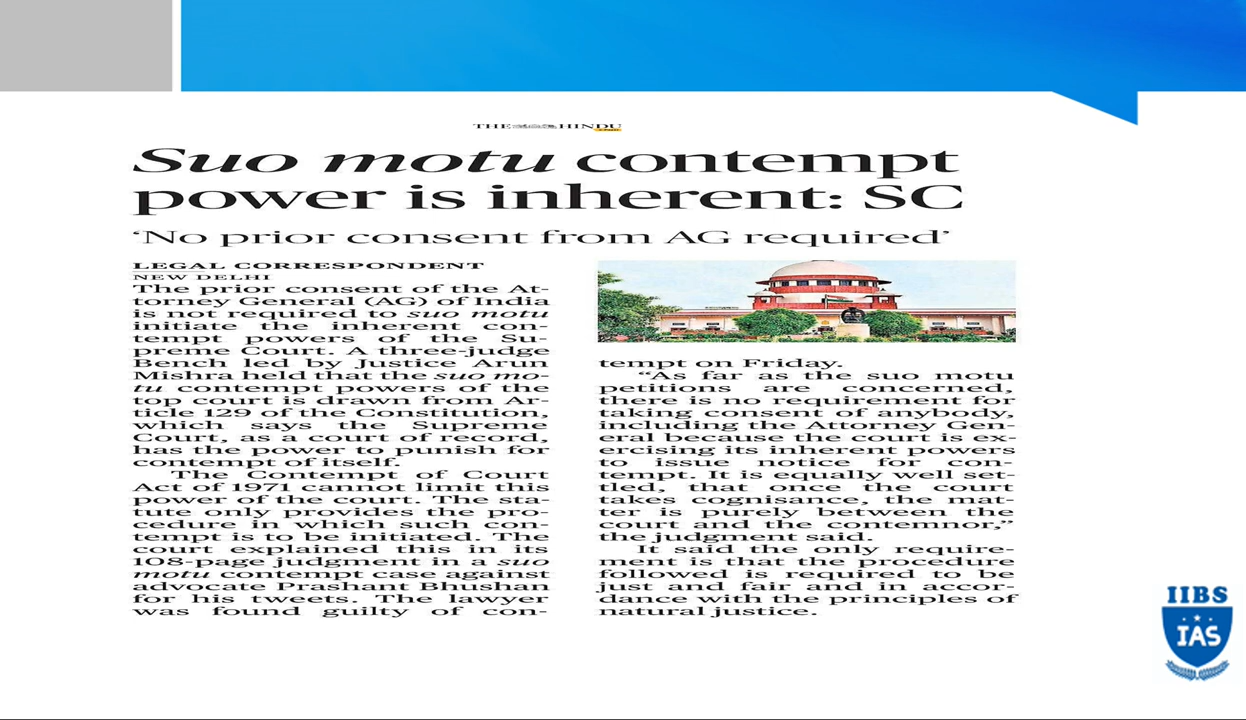 THE HINDU
Suo motu contempt
power is inherent: SC
‘No prior consent from AG required’
LEGAL CORRESPONDENT
NEW DELHI
The prior consent of the At-
torney General (AG) of India
is not required to suo motu
initiate the inherent con-
tempt powers of the Su-
preme Court. A three-judge
Bench led by Justice Arun
Mishra held that the suo mo-
tu contempt powers of the
top court is drawn from Ar-
ticle 129 of the Constitution,
which says the Supreme
Court, as a court of record,
has the power to punish for
contempt of itself.
The Contempt of Court
Act of 1971 cannot limit this
power of the court. The sta-
tute only provides the pro-
cedure in which such con-
tempt is to be initiated. The
court explained this in its
108-page judgment in a suo
motu contempt case against
advocate Prashant Bhushan
for his tweets. The lawyer
was found guilty of con-
tempt on Friday.
“As far as the suo motu
petitions are concerned,
there is no requirement for
taking consent of anybody,
including the Attorney Gen-
eral because the court is ex-
ercising its inherent powers
to issue notice for con-
tempt. It is equally well set-
tled, that once the court
takes cognisance, the mat-
ter is purely between the
court and the contemnor,”
the judgment said.
It said the only require-
ment is that the procedure
followed is required to be
just and fair and in accor-
dance with the principles of
natural justice.
IIBS
IAS